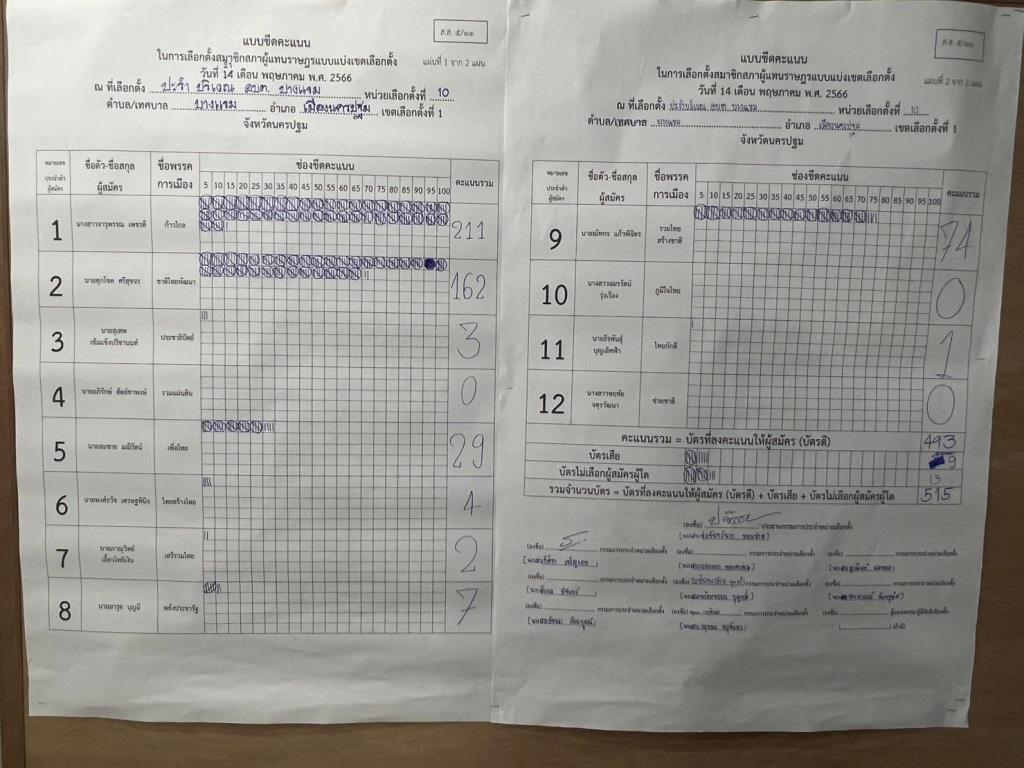 ส.ส. ๕/๑๑
แบบขีดคะแนน
ในการเลือกตั้งสมาชิกสภาผู้แทนราษฎรแบบแบ่งเขตเลือกตั้ง แผ่นที่ 1 จาก 2 แผ่น
วันที่ 14 เดือน พฤษภาคม พ.ศ. 2566
ณ ที่เลือกตั้ง ปะรำ บริเวณ อบต. บางแขม หน่วยเลือกตั้งที่ 10
ตำบล/เทศบาล บางแขม อำเภอ เมืองนครปฐม เขตเลือกตั้งที่ 1
จังหวัดนครปฐม
หมายเลขประจำตัวผู้สมัคร ชื่อตัว-ชื่อสกุล ผู้สมัคร ชื่อพรรคการเมือง ช่องขีดคะแนน คะแนนรวม
5 10 15 20 25 30 35 40 45 50 55 60 65 70 75 80 85 90 95 100
1 นางสาวจารุพรรณ เพชรดี ก้าวไกล 211
2 นายศุภโชค ศรีสุขจร ชาติไทยพัฒนา 162
3 นายสุเทพ เข้มแข็งปรีชานนท์ ประชาธิปัตย์ 3
4 นายอภิรักษ์ รวมแผ่นดิน 0
5 นายสมชาย มณีรัตน์ เพื่อไทย 29
6 นายพงศ์ภวัช เศรษฐพินิจ ไทยสร้างไทย 4
7 นายภาณุวิทย์ เสรีรวมไทย 2
8 นายมารุต บุญมี พลังประชารัฐ 7
ส.ส. ๕/๑๑
แบบขีดคะแนน
ในการเลือกตั้งสมาชิกสภาผู้แทนราษฎรแบบแบ่งเขตเลือกตั้ง แผ่นที่ 2 จาก 2 แผ่น
วันที่ 14 เดือน พฤษภาคม พ.ศ. 2566
ณ ที่เลือกตั้ง ปะรำบริเวณ อบต. บางแขม หน่วยเลือกตั้งที่ 10
ตำบล/เทศบาล บางแขม อำเภอ เมืองนครปฐม เขตเลือกตั้งที่ 1
จังหวัดนครปฐม
หมายเลขประจำตัวผู้สมัคร ชื่อตัว-ชื่อสกุล ผู้สมัคร ชื่อพรรคการเมือง ช่องขีดคะแนน คะแนนรวม
5 10 15 20 25 30 35 40 45 50 55 60 65 70 75 80 85 90 95 100
9 นายณัทกร แก้วพิจิตร รวมไทยสร้างชาติ 74
10 นางสาวอมรรัตน์ รุ่งเรือง ภูมิใจไทย 0
11 นายธีรพันธุ์ บุญเลิศฟ้า ไทยภักดี 1
12 นางสาวพฤทัย จตุรวัฒนา ช่วยชาติ 0
คะแนนรวม = บัตรที่ลงคะแนนให้ผู้สมัคร (บัตรดี) 493
บัตรเสีย 9
บัตรไม่เลือกผู้สมัครผู้ใด 13
รวมจำนวนบัตร = บัตรที่ลงคะแนนให้ผู้สมัคร (บัตรดี) + บัตรเสีย + บัตรไม่เลือกผู้สมัครผู้ใด 515
(ลงชื่อ) ประธานกรรมการประจำหน่วยเลือกตั้ง
(ลงชื่อ) กรรมการประจำหน่วยเลือกตั้ง (ลงชื่อ) กรรมการประจำหน่วยเลือกตั้ง (ลงชื่อ) กรรมการประจำหน่วยเลือกตั้ง
(ลงชื่อ) กรรมการประจำหน่วยเลือกตั้ง (ลงชื่อ) กรรมการประจำหน่วยเลือกตั้ง (ลงชื่อ) กรรมการประจำหน่วยเลือกตั้ง
(ลงชื่อ) กรรมการประจำหน่วยเลือกตั้ง (ลงชื่อ) กรรมการประจำหน่วยเลือกตั้ง (ลงชื่อ)